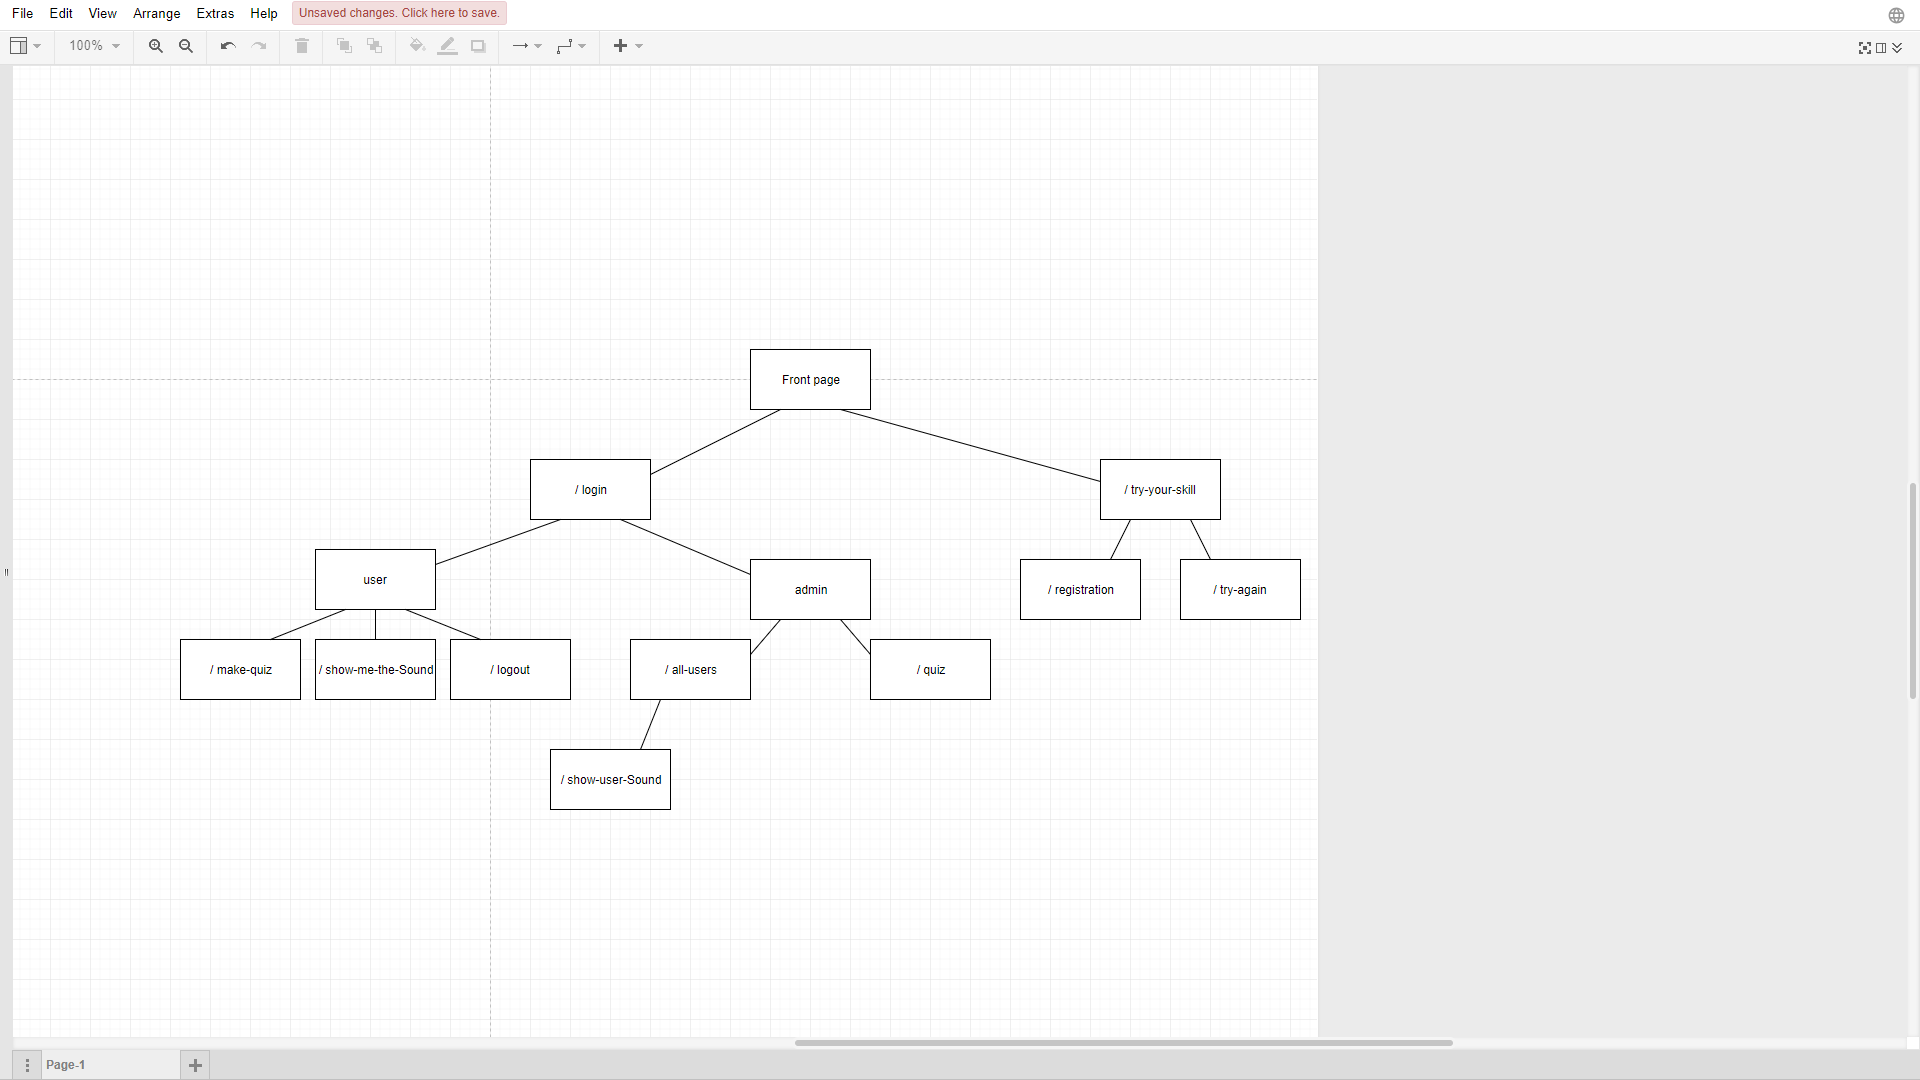 File Edit View Arrange Extras Help Unsaved changes. Click here to save.
100%
Front page
/ login
/ try-your-skill
user
admin
/ registration
/ try-again
/ make-quiz
/ show-me-the-Sound
/ logout
/ all-users
/ quiz
/ show-user-Sound
Page-1